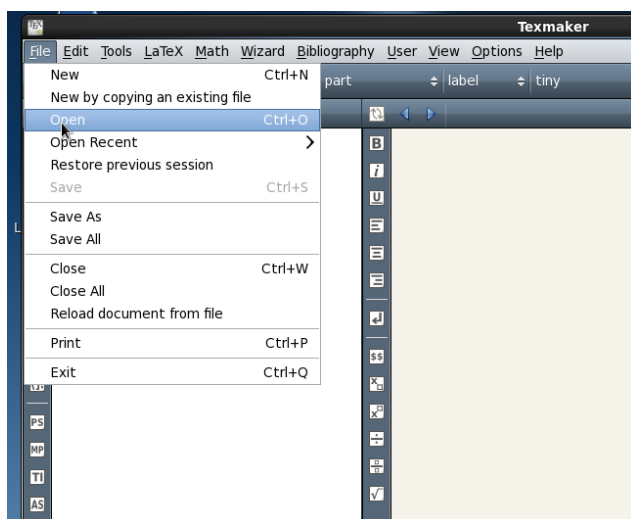 TEX
Texmaker
File Edit Tools LaTeX Math Wizard Bibliography User View Options Help
New Ctrl+N
part label tiny
New by copying an existing file
Open Ctrl+O
Open Recent
Restore previous session
Save Ctrl+S
Save As
Save All
Close Ctrl+W
Close All
Reload document from file
Print Ctrl+P
Exit Ctrl+Q
B
i
U
$$
PS
MP
TI
AS
L